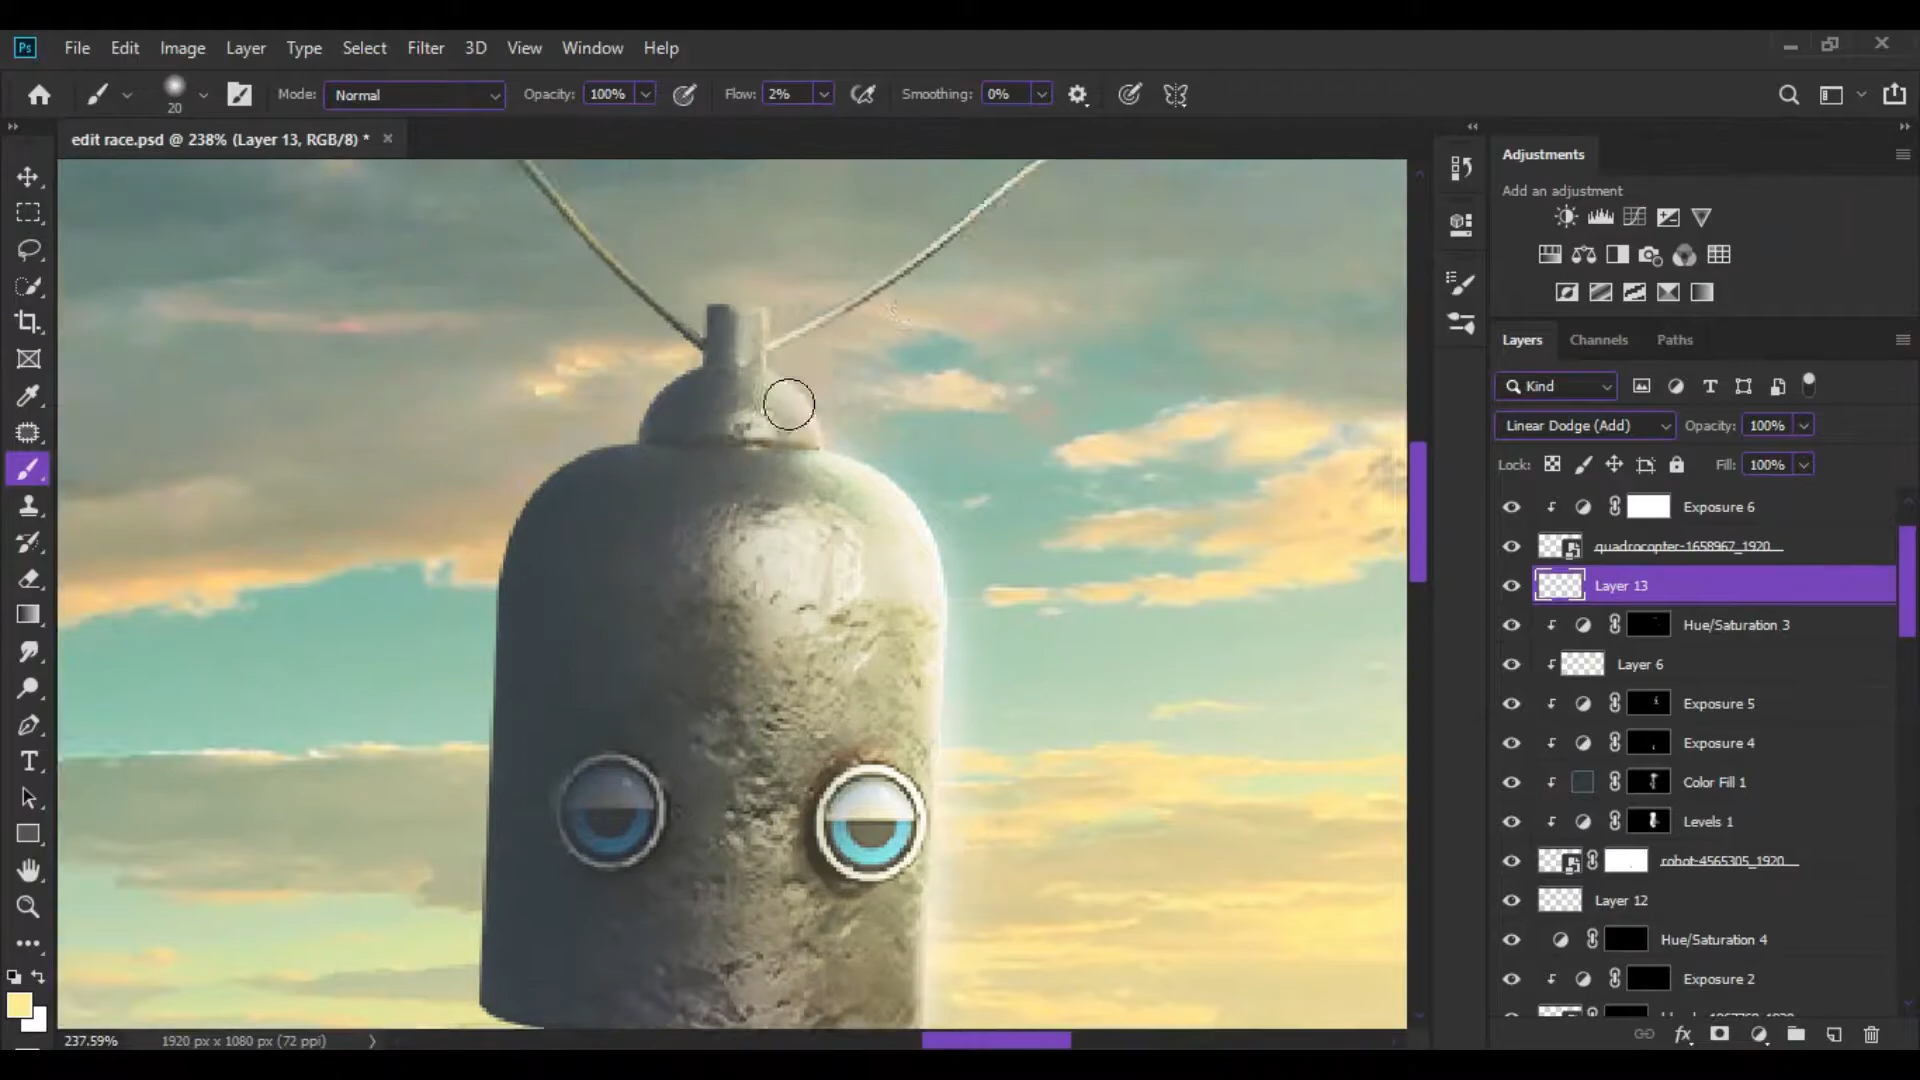 Ps File Edit Image Layer Type Select Filter 3D View Window Help
20 Mode: Normal Opacity: 100% Flow: 2% Smoothing: 0%
edit race.psd @ 238% (Layer 13, RGB/8) *
Adjustments
Add an adjustment
Layers Channels Paths
Kind
Linear Dodge (Add) Opacity: 100%
Lock: Fill: 100%
Exposure 6
quadrocopter-1658967_1920
Layer 13
Hue/Saturation 3
Layer 6
Exposure 5
Exposure 4
Color Fill 1
Levels 1
robot-4565305_1920
Layer 12
Hue/Saturation 4
Exposure 2
fx
237.59% 1920 px x 1080 px (72 ppi)